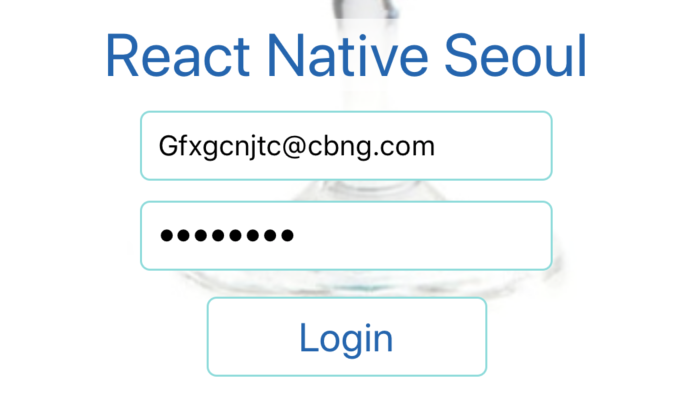 React Native Seoul
Gfxgcnjtc@cbng.com
••••••••
Login